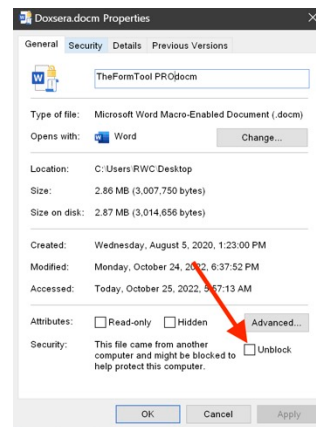 Doxsera.docm Properties
General Security Details Previous Versions
TheFormTool PROdocm
Type of file: Microsoft Word Macro-Enabled Document (.docm)
Opens with: Word Change...
Location: C:\Users\RWC\Desktop
Size: 2.86 MB (3,007,750 bytes)
Size on disk: 2.87 MB (3,014,656 bytes)
Created: Wednesday, August 5, 2020, 1:23:00 PM
Modified: Monday, October 24, 2022, 6:37:52 PM
Accessed: Today, October 25, 2022, 5:57:13 AM
Attributes: Read-only Hidden Advanced...
Security: This file came from another
computer and might be blocked to Unblock
help protect this computer.
OK Cancel Apply